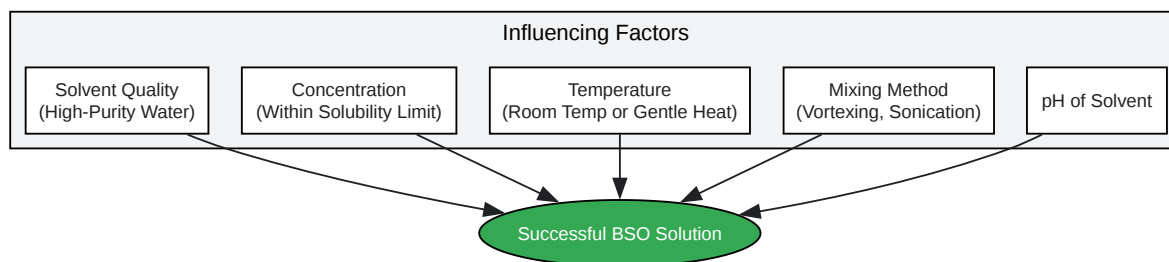 Influencing Factors
Solvent Quality
(High-Purity Water)
Concentration
(Within Solubility Limit)
Temperature
(Room Temp or Gentle Heat)
Mixing Method
(Vortexing, Sonication)
pH of Solvent
Successful BSO Solution